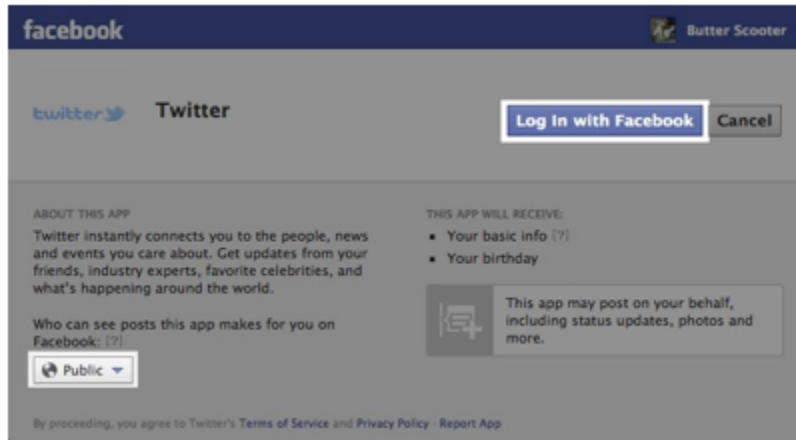 facebook
Butter Scooter
twitter
Twitter
Log In with Facebook
Cancel
ABOUT THIS APP
Twitter instantly connects you to the people, news
and events you care about. Get updates from your
friends, industry experts, favorite celebrities, and
what's happening around the world.
Who can see posts this app makes for you on
Facebook: [?]
Public
THIS APP WILL RECEIVE:
▪ Your basic info [?]
▪ Your birthday
This app may post on your behalf,
including status updates, photos and
more.
By proceeding, you agree to Twitter's Terms of Service and Privacy Policy · Report App